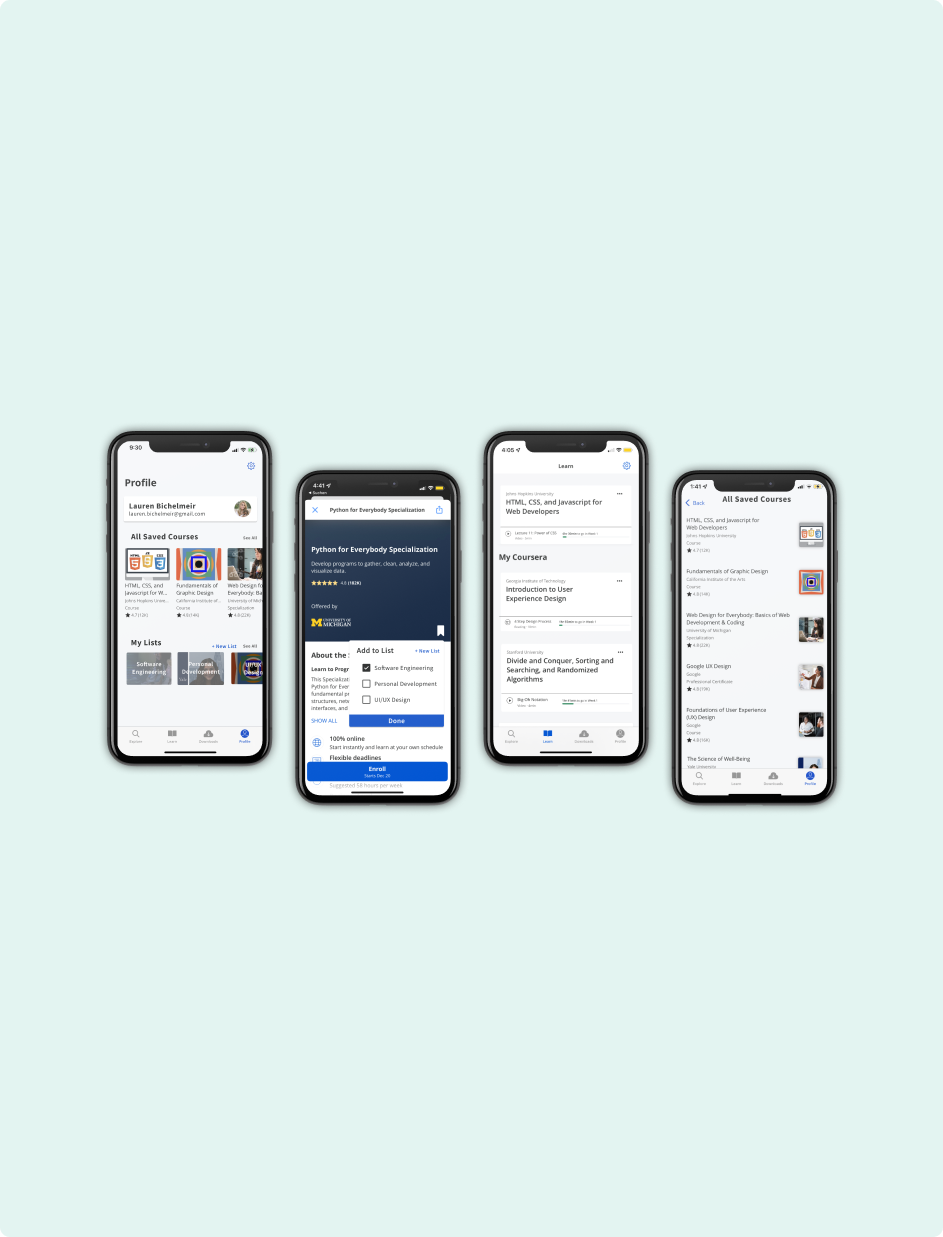 9:30
Profile
Lauren Bichelmeir
lauren.bichelmeir@gmail.com
All Saved Courses
See All
HTML, CSS, and
Javascript for W...
Johns Hopkins Unive...
Course
4.7(12K)
Fundamentals of
Graphic Design
California Institute of...
Course
4.8(14K)
Web Design fo
Everybody: Ba
University of Mich
Specialization
4.8(22K)
My Lists
+ New List
See All
Software
Engineering
Personal
Development
UI/UX
Design
Explore
Learn
Downloads
Profile
4:41
Python for Everybody Specialization
Python for Everybody Specialization
Develop programs to gather, clean, analyze, and
visualize data.
4.8 (182K)
Offered by
UNIVERSITY OF
MICHIGAN
About the
Add to List
+ New List
Learn to Progr
Software Engineering
This Specializati
Python for Ever
Personal Development
fundamental pr
structures, netw
UI/UX Design
interfaces, and
SHOW ALL
Done
100% online
Start instantly and learn at your own schedule
Flexible deadlines
Enroll
Starts Dec 20
Suggested 58 hours per week
4:05
Learn
Johns Hopkins University
HTML, CSS, and Javascript for
Web Developers
Lecture 11: Power of CSS
My Coursera
Georgia Institute of Technology
Introduction to User
Experience Design
4 Step Design Process
Stanford University
Divide and Conquer, Sorting and
Searching, and Randomized
Algorithms
Big-Oh Notation
Explore
Learn
Downloads
Profile
1:41
Back
All Saved Courses
HTML, CSS, and Javascript for
Web Developers
Johns Hopkins University
Course
4.7(12K)
Fundamentals of Graphic Design
California Institute of the Arts
Course
4.8(14K)
Web Design for Everybody: Basics of Web
Development & Coding
University of Michigan
Specialization
4.8(22K)
Google UX Design
Google
Professional Certificate
4.8(19K)
Foundations of User Experience
(UX) Design
Google
Course
4.8(16K)
The Science of Well-Being
Yale University
Explore
Learn
Downloads
Profile